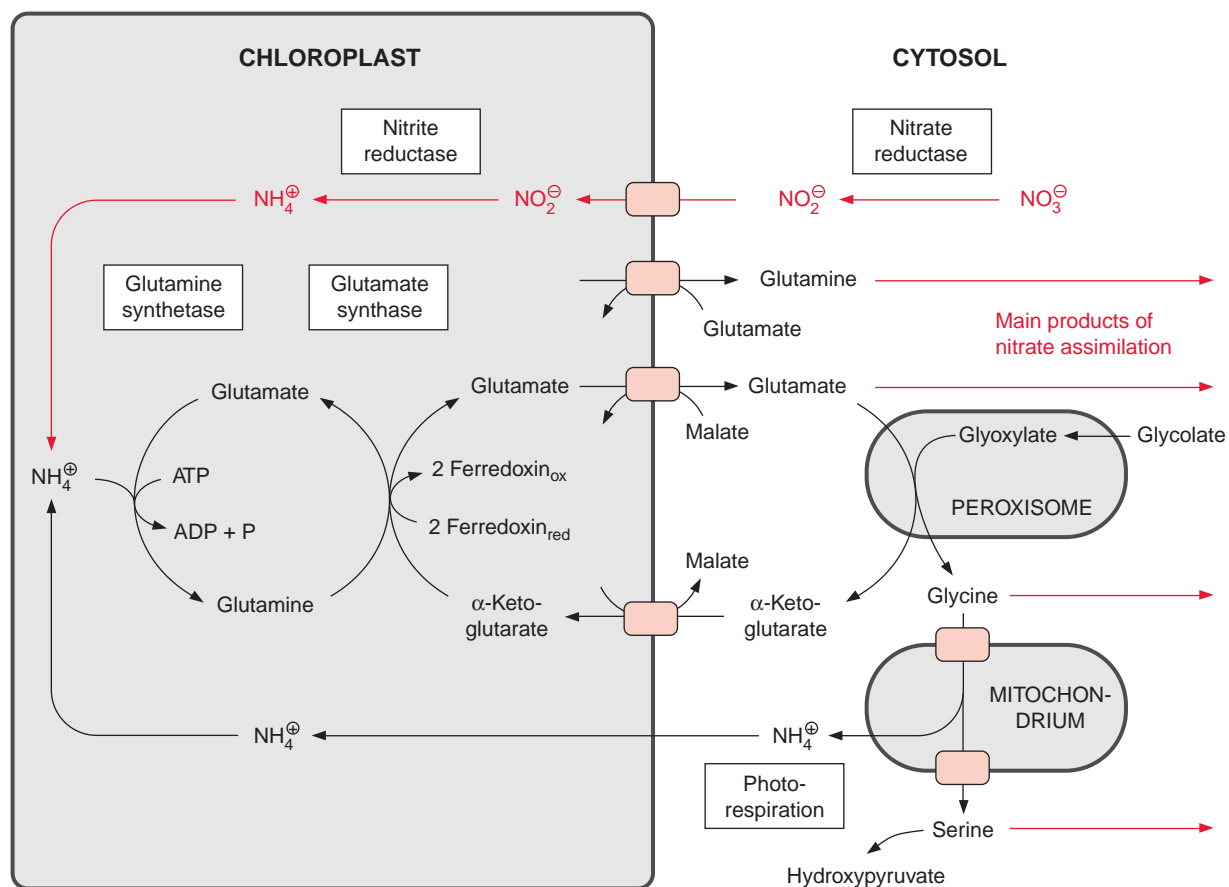 CHLOROPLAST
CYTOSOL
Nitrite
reductase
Nitrate
reductase
NH₄⊕
NO₂⊖
NO₂⊖
NO₃⊖
Glutamine
synthetase
Glutamate
synthase
Glutamine
Glutamate
Main products of
nitrate assimilation
Glutamate
Glutamate
Glutamate
Malate
Glyoxylate
Glycolate
NH₄⊕
ATP
ADP + P
2 Ferredoxinₒₓ
2 Ferredoxin_red
PEROXISOME
Malate
Glutamine
α-Keto-
glutarate
α-Keto-
glutarate
Glycine
MITOCHON-
DRIUM
NH₄⊕
NH₄⊕
Photo-
respiration
Serine
Hydroxypyruvate